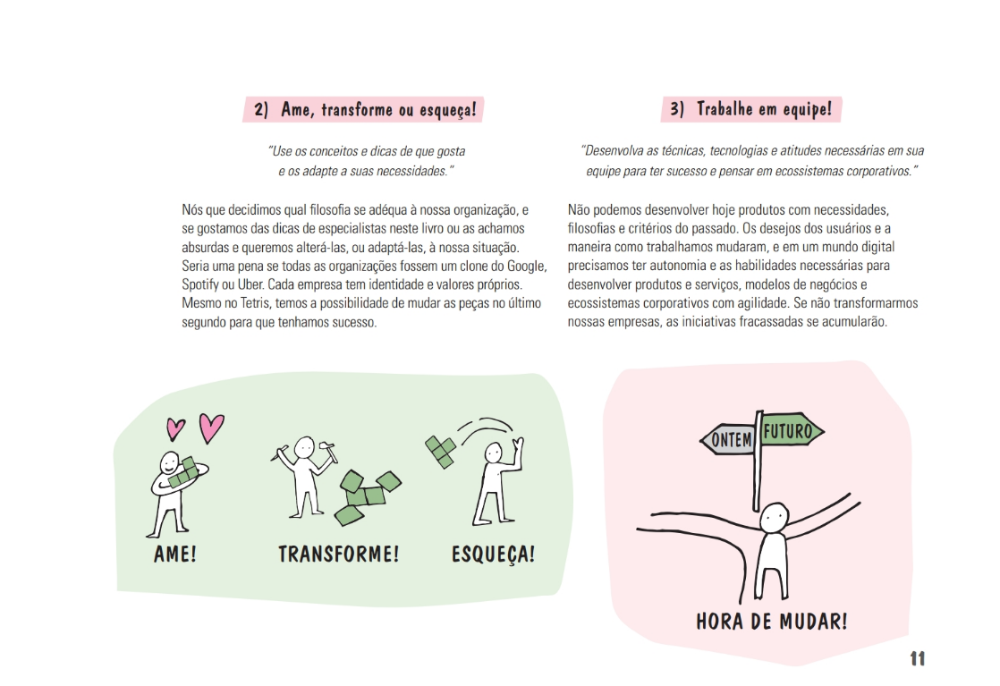 2) Ame, transforme ou esqueça!
“Use os conceitos e dicas de que gosta
e os adapte a suas necessidades.”
Nós que decidimos qual filosofia se adéqua à nossa organização, e
se gostamos das dicas de especialistas neste livro ou as achamos
absurdas e queremos alterá-las, ou adaptá-las, à nossa situação.
Seria uma pena se todas as organizações fossem um clone do Google,
Spotify ou Uber. Cada empresa tem identidade e valores próprios.
Mesmo no Tetris, temos a possibilidade de mudar as peças no último
segundo para que tenhamos sucesso.
AME!
TRANSFORME!
ESQUEÇA!
3) Trabalhe em equipe!
“Desenvolva as técnicas, tecnologias e atitudes necessárias em sua
equipe para ter sucesso e pensar em ecossistemas corporativos.”
Não podemos desenvolver hoje produtos com necessidades,
filosofias e critérios do passado. Os desejos dos usuários e a
maneira como trabalhamos mudaram, e em um mundo digital
precisamos ter autonomia e as habilidades necessárias para
desenvolver produtos e serviços, modelos de negócios e
ecossistemas corporativos com agilidade. Se não transformarmos
nossas empresas, as iniciativas fracassadas se acumularão.
ONTEM
FUTURO
HORA DE MUDAR!
11